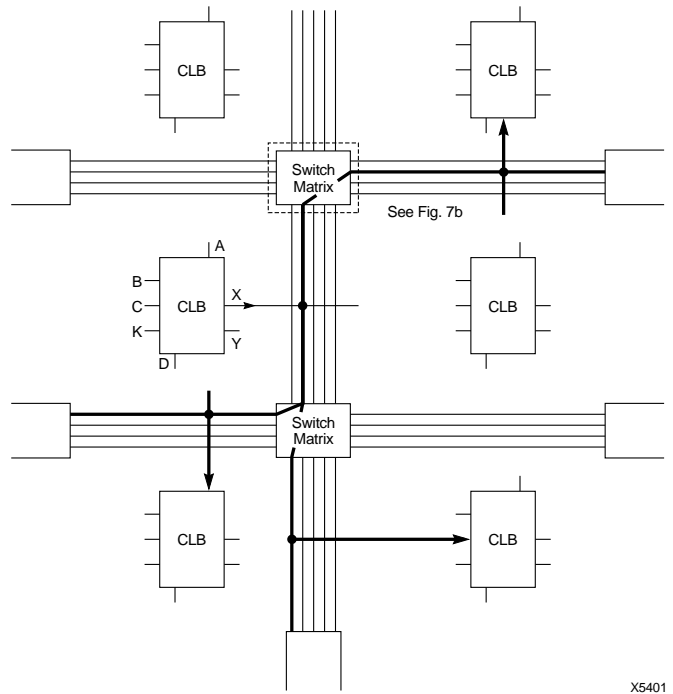 CLB
CLB
Switch
Matrix
See Fig. 7b
A
B
C
K
CLB
X
Y
D
CLB
Switch
Matrix
CLB
CLB
X5401